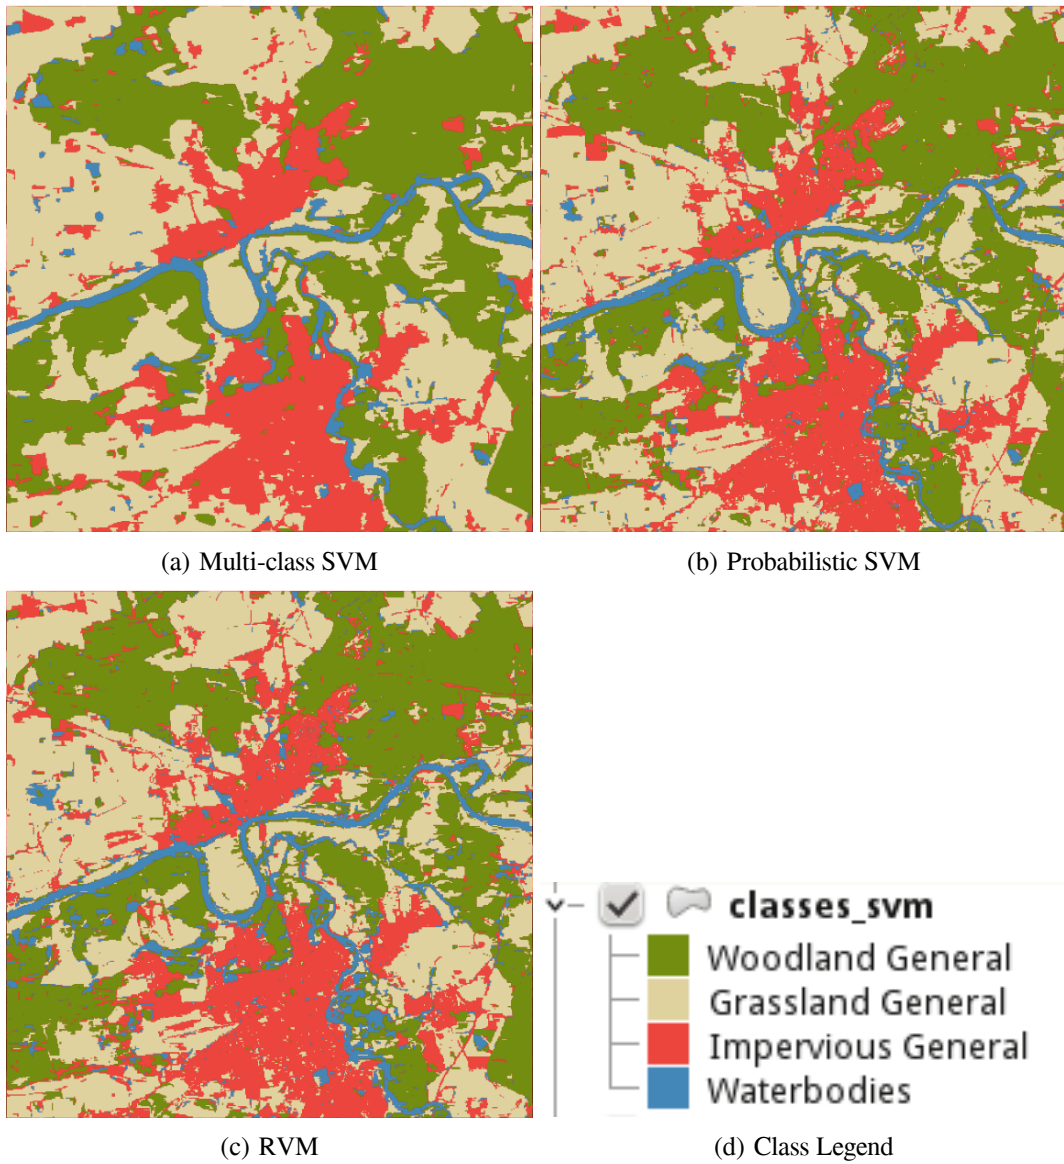 (a) Multi-class SVM
(b) Probabilistic SVM
classes_svm
Woodland General
Grassland General
Impervious General
Waterbodies
(c) RVM
(d) Class Legend